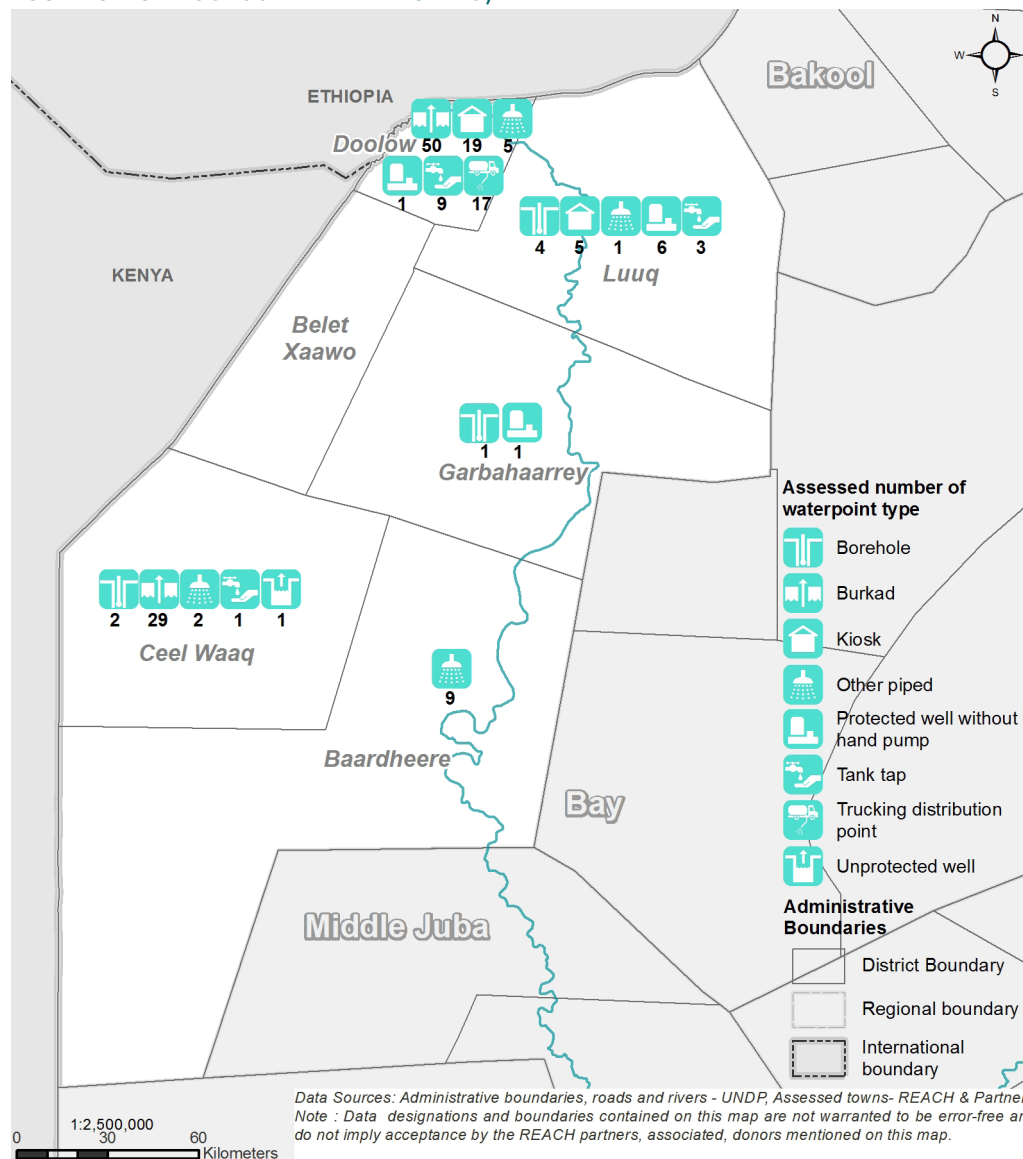 N
W
S
Bakool
ETHIOPIA
Doolow
50 19 5
1 9 17
4 5 1 6 3
Luuq
KENYA
Belet
Xaawo
1 1
Garbahaarrey
2 29 2 1 1
Ceel Waaq
9
Baardheere
Bay
Middle Juba
Assessed number of
waterpoint type
Borehole
Burkad
Kiosk
Other piped
Protected well without
hand pump
Tank tap
Trucking distribution
point
Unprotected well
Administrative
Boundaries
District Boundary
Regional boundary
International
boundary
Data Sources: Administrative boundaries, roads and rivers - UNDP, Assessed towns- REACH & Partne
Note : Data designations and boundaries contained on this map are not warranted to be error-free a
do not imply acceptance by the REACH partners, associated, donors mentioned on this map.
1:2,500,000
0 30 60
Kilometers